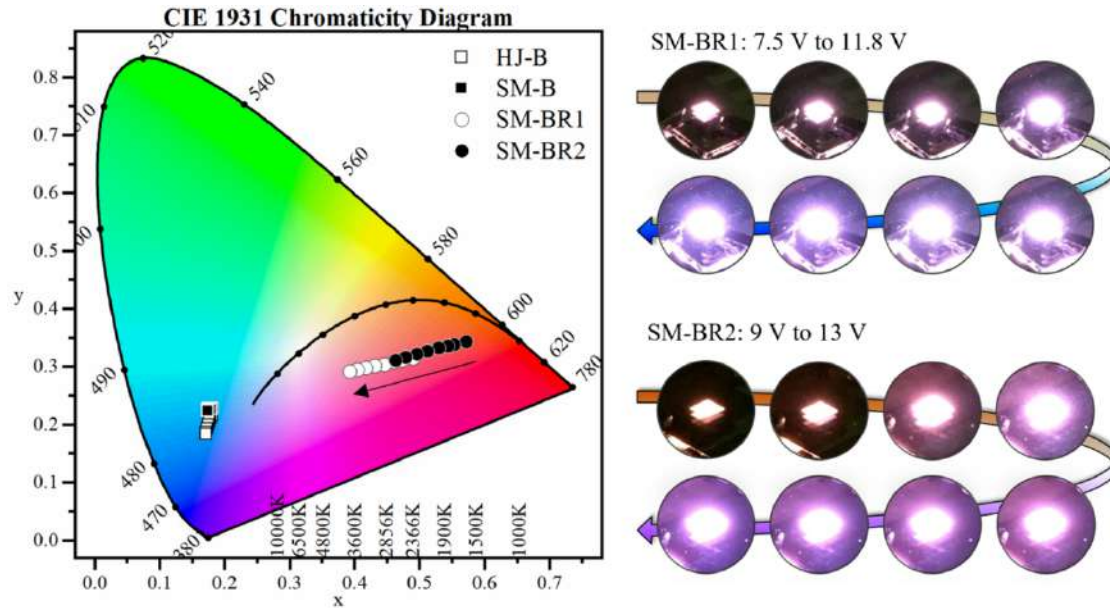 CIE 1931 Chromaticity Diagram
HJ-B
SM-B
SM-BR1
SM-BR2
520
540
560
580
600
620
780
490
480
470
380
y
0.8
0.7
0.6
0.5
0.4
0.3
0.2
0.1
0.0
10000K
6500K
4800K
3600K
2856K
2366K
1900K
1500K
1000K
0.0 0.1 0.2 0.3 0.4 0.5 0.6 0.7
x
SM-BR1: 7.5 V to 11.8 V
SM-BR2: 9 V to 13 V